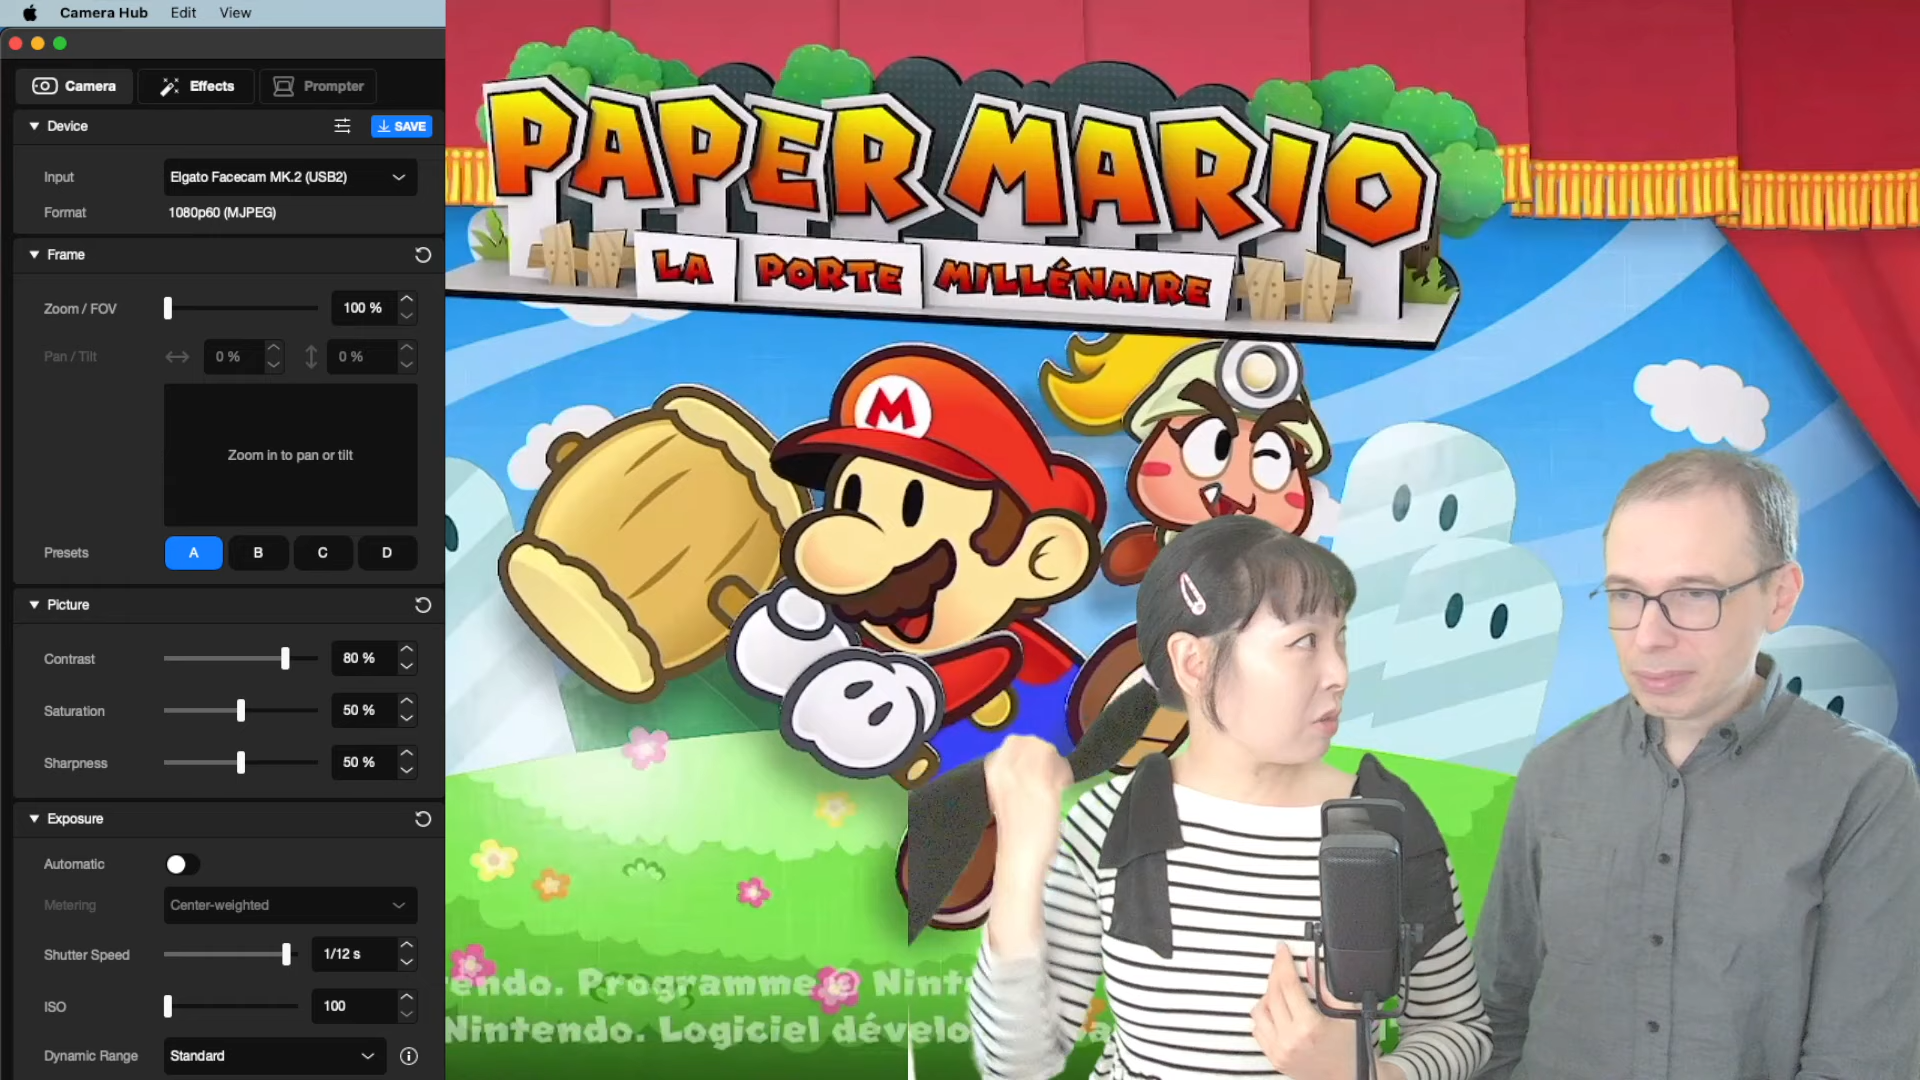 Camera Hub Edit View
Camera Effects Prompter
Device SAVE
Input Elgato Facecam MK.2 (USB2)
Format 1080p60 (MJPEG)
Frame
Zoom / FOV 100 %
Pan / Tilt 0 % 0 %
Zoom in to pan or tilt
Presets A B C D
Picture
Contrast 80 %
Saturation 50 %
Sharpness 50 %
Exposure
Automatic
Metering Center-weighted
Shutter Speed 1/12 s
ISO 100
Dynamic Range Standard
PAPER MARIO
LA PORTE MILLÉNAIRE
M
endo. Programme © Nint
Nintendo. Logiciel dévelo